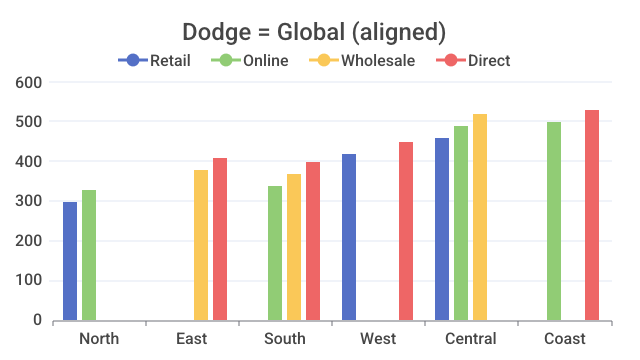 Dodge = Global (aligned)
Retail Online Wholesale Direct
600
500
400
300
200
100
0
North East South West Central Coast